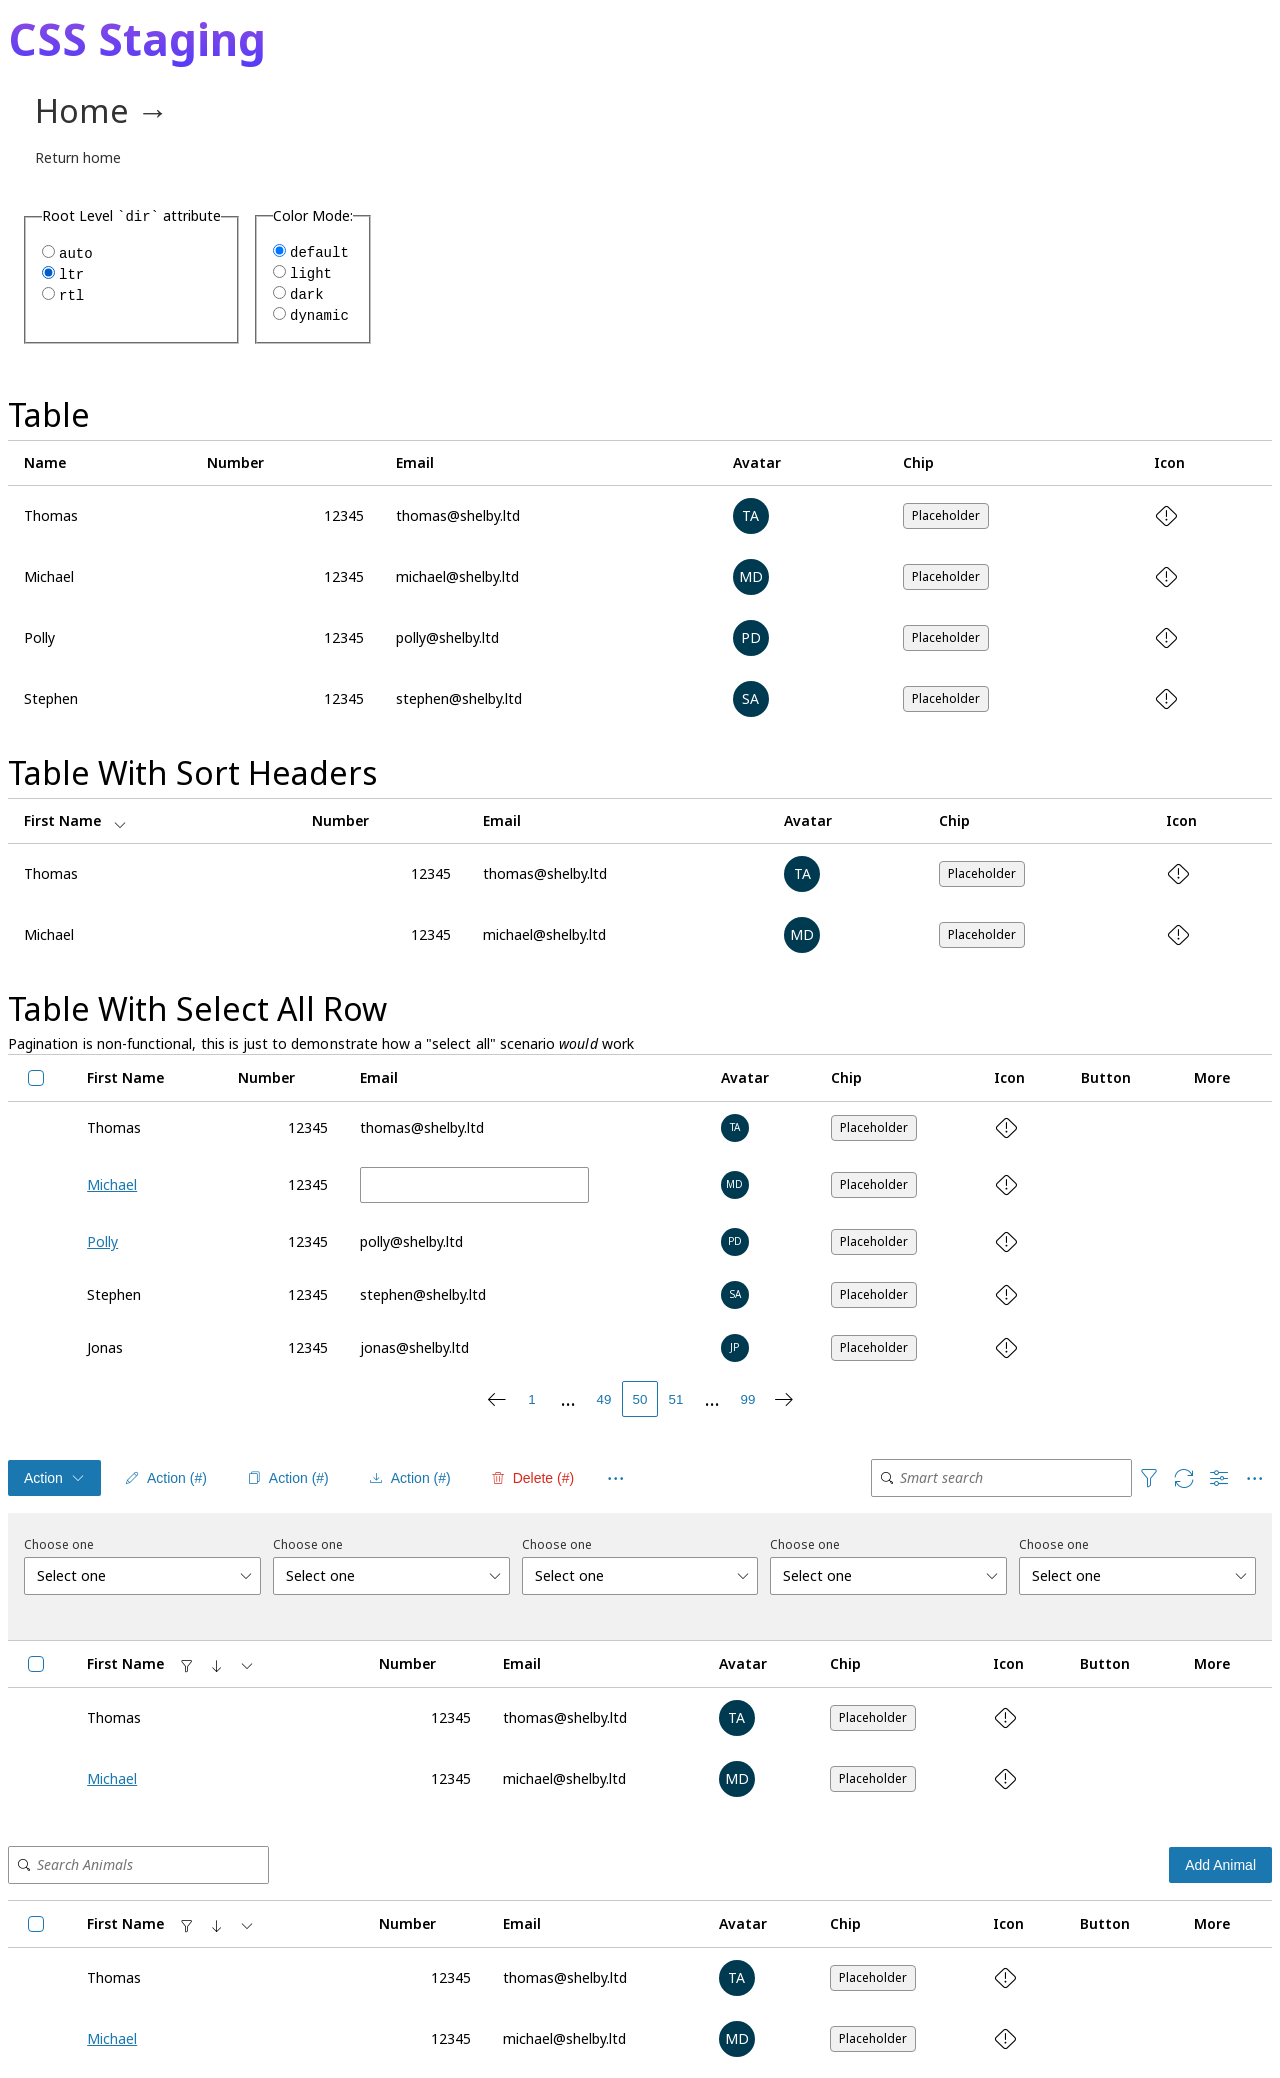 CSS Staging
Home →
Return home
Root Level `dir` attribute
auto
ltr
rtl
Color Mode:
default
light
dark
dynamic
Table
Name Number Email Avatar Chip Icon
Thomas 12345 thomas@shelby.ltd TA Placeholder
Michael 12345 michael@shelby.ltd MD Placeholder
Polly 12345 polly@shelby.ltd PD Placeholder
Stephen 12345 stephen@shelby.ltd SA Placeholder
Table With Sort Headers
First Name Number Email Avatar Chip Icon
Thomas 12345 thomas@shelby.ltd TA Placeholder
Michael 12345 michael@shelby.ltd MD Placeholder
Table With Select All Row
Pagination is non-functional, this is just to demonstrate how a "select all" scenario would work
First Name Number Email Avatar Chip Icon Button More
Thomas 12345 thomas@shelby.ltd TA Placeholder
Michael 12345 MD Placeholder
Polly 12345 polly@shelby.ltd PD Placeholder
Stephen 12345 stephen@shelby.ltd SA Placeholder
Jonas 12345 jonas@shelby.ltd JP Placeholder
1 ... 49 50 51 ... 99
Action Action (#) Action (#) Action (#) Delete (#) Smart search
Choose one Choose one Choose one Choose one Choose one
Select one Select one Select one Select one Select one
First Name Number Email Avatar Chip Icon Button More
Thomas 12345 thomas@shelby.ltd TA Placeholder
Michael 12345 michael@shelby.ltd MD Placeholder
Search Animals Add Animal
First Name Number Email Avatar Chip Icon Button More
Thomas 12345 thomas@shelby.ltd TA Placeholder
Michael 12345 michael@shelby.ltd MD Placeholder